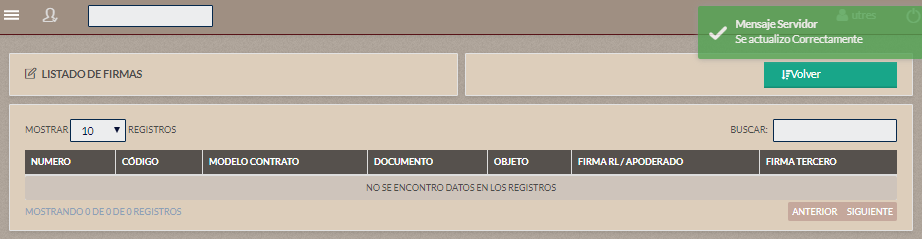 utres
Mensaje Servidor
Se actualizo Correctamente
LISTADO DE FIRMAS
Volver
MOSTRAR 10 REGISTROS
BUSCAR:
NUMERO CÓDIGO MODELO CONTRATO DOCUMENTO OBJETO FIRMA RL / APODERADO FIRMA TERCERO
NO SE ENCONTRO DATOS EN LOS REGISTROS
MOSTRANDO 0 DE 0 DE 0 REGISTROS
ANTERIOR SIGUIENTE